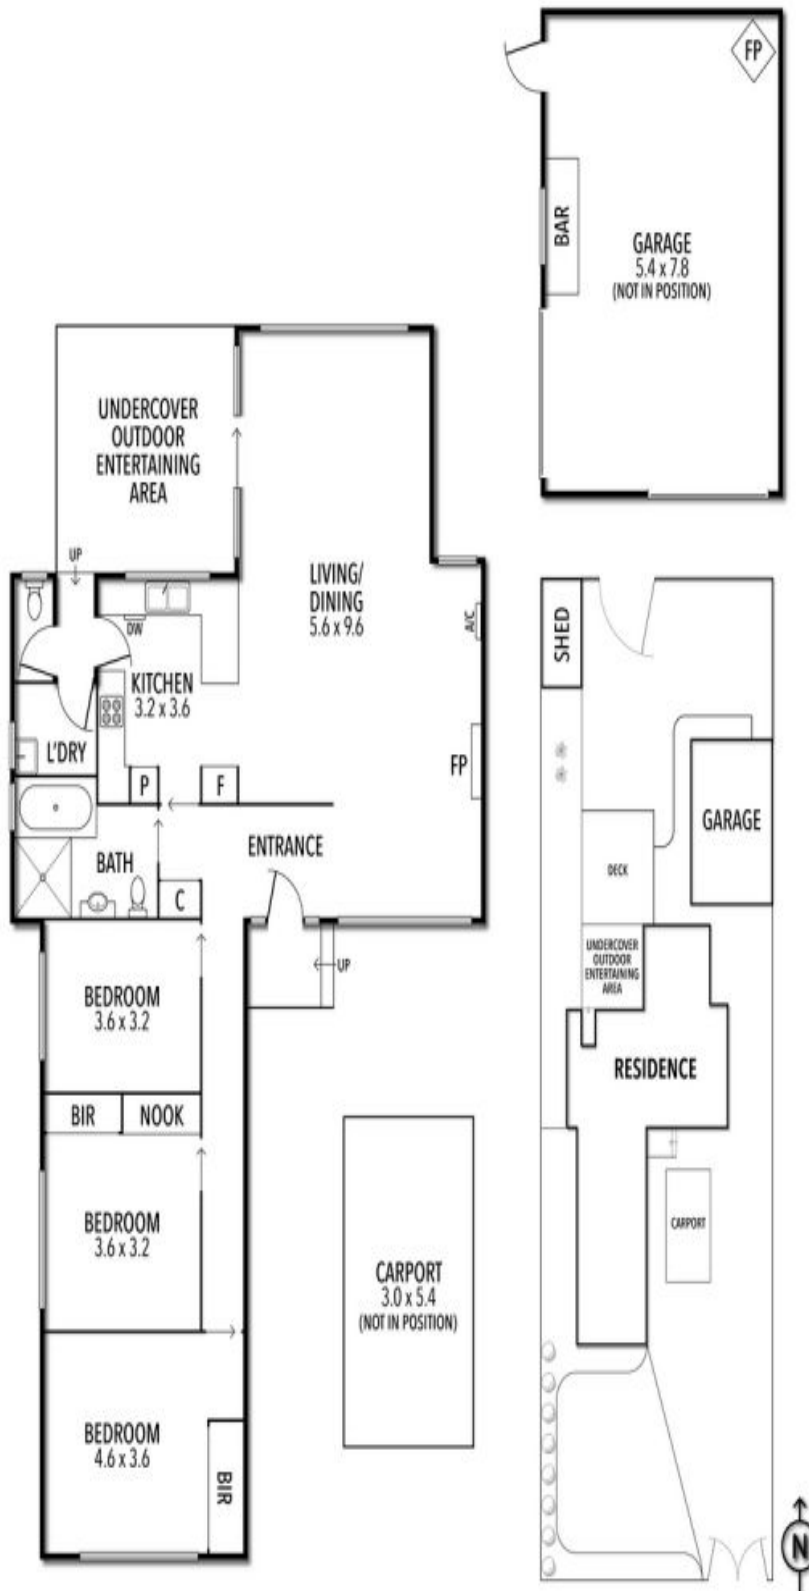 FP
BAR
GARAGE
5.4 x 7.8
(NOT IN POSITION)
UNDERCOVER
OUTDOOR
ENTERTAINING
AREA
UP
LIVING/
DINING
5.6 x 9.6
A/C
DW
KITCHEN
3.2 x 3.6
L'DRY
P
F
FP
BATH
ENTRANCE
C
UP
BEDROOM
3.6 x 3.2
BIR
NOOK
BEDROOM
3.6 x 3.2
BEDROOM
4.6 x 3.6
BIR
CARPORT
3.0 x 5.4
(NOT IN POSITION)
SHED
GARAGE
DECK
UNDERCOVER
OUTDOOR
ENTERTAINING
AREA
RESIDENCE
CARPORT
N